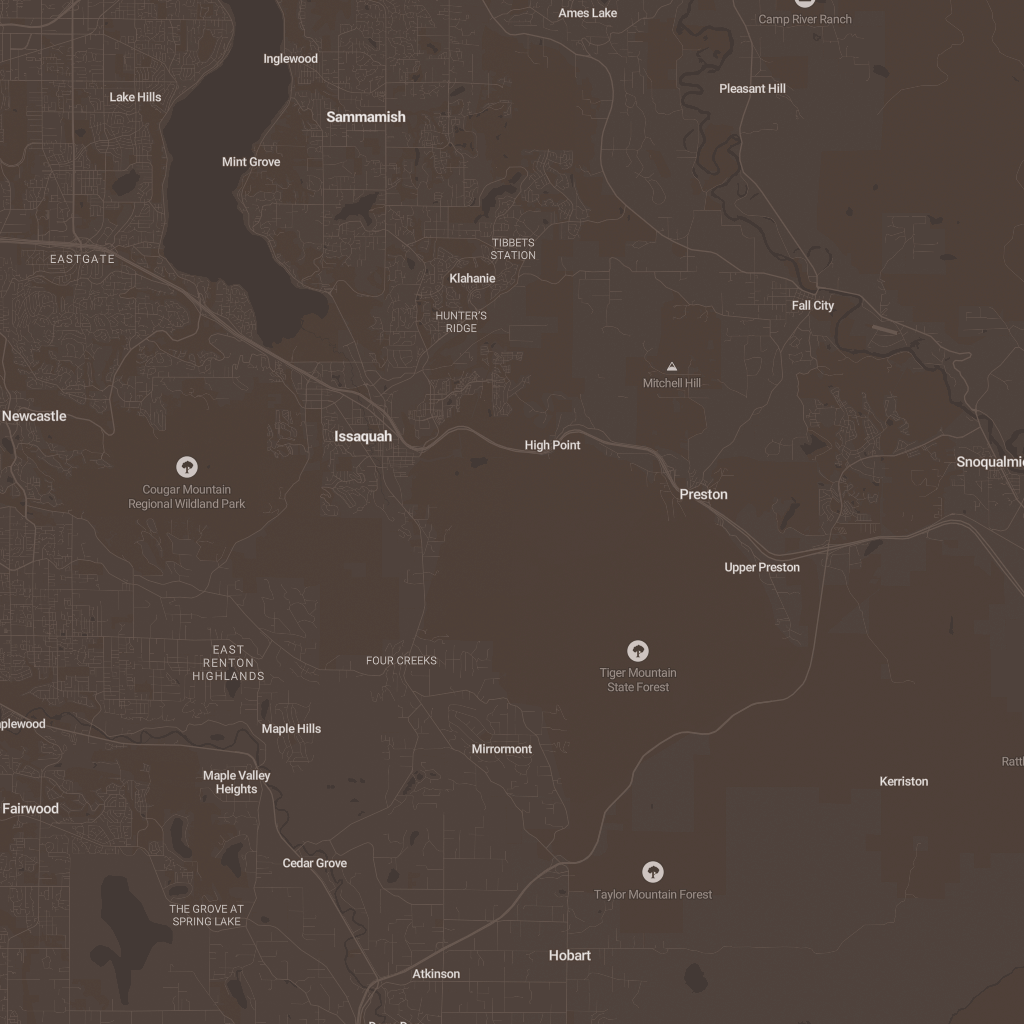 Ames Lake
Camp River Ranch
Inglewood
Pleasant Hill
Lake Hills
Sammamish
Mint Grove
TIBBETS
STATION
EASTGATE
Klahanie
Fall City
HUNTER'S
RIDGE
Mitchell Hill
Newcastle
Issaquah
High Point
Snoqualmie
Cougar Mountain
Regional Wildland Park
Preston
Upper Preston
EAST
RENTON
HIGHLANDS
FOUR CREEKS
Tiger Mountain
State Forest
plewood
Maple Hills
Mirrormont
Rattl
Maple Valley
Heights
Kerriston
Fairwood
Cedar Grove
Taylor Mountain Forest
THE GROVE AT
SPRING LAKE
Hobart
Atkinson